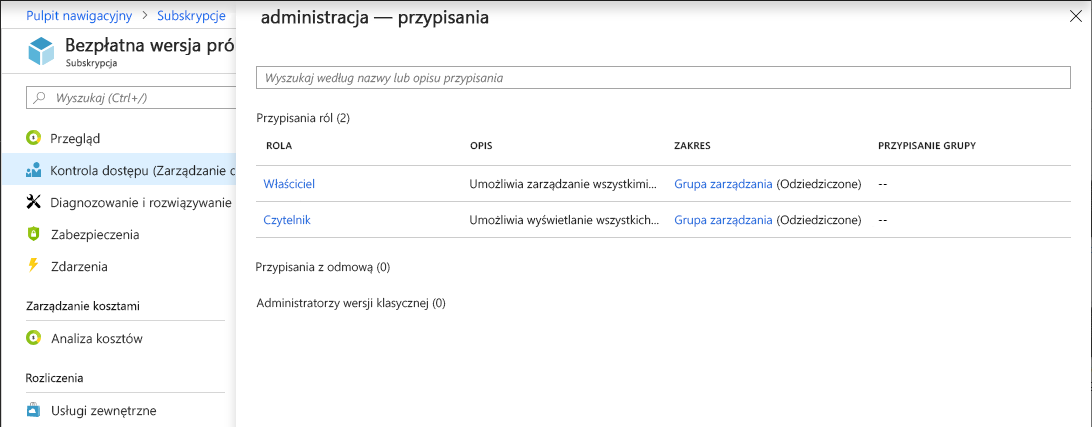 Pulpit nawigacyjny > Subskrypcje
Bezpłatna wersja pró
Subskrypcja
Wyszukaj (Ctrl+/)
Przegląd
Kontrola dostępu (Zarządzanie d
Diagnozowanie i rozwiązywanie
Zabezpieczenia
Zdarzenia
Zarządzanie kosztami
Analiza kosztów
Rozliczenia
Usługi zewnętrzne
administracja — przypisania
Wyszukaj według nazwy lub opisu przypisania
Przypisania ról (2)
ROLA OPIS ZAKRES PRZYPISANIE GRUPY
Właściciel Umożliwia zarządzanie wszystkimi... Grupa zarządzania (Odziedziczone) --
Czytelnik Umożliwia wyświetlanie wszystkich... Grupa zarządzania (Odziedziczone) --
Przypisania z odmową (0)
Administratorzy wersji klasycznej (0)